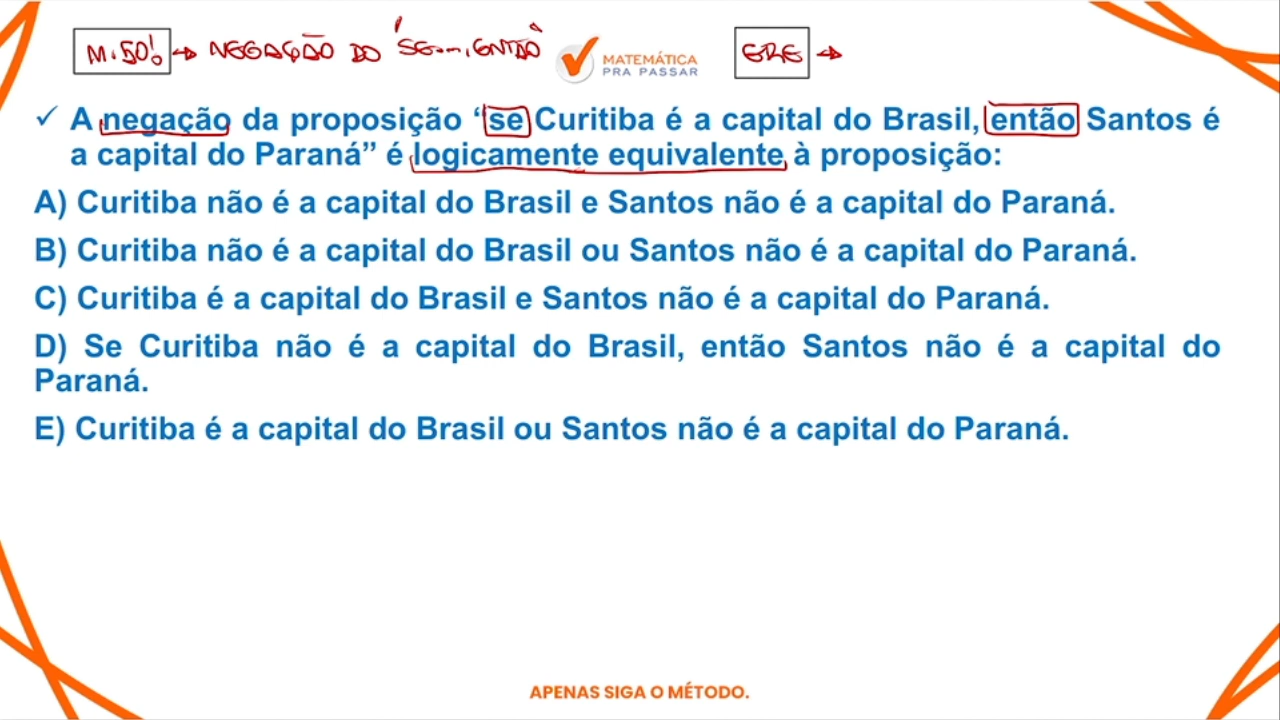 M.50! → NEGAÇÃO DO "SE..., ENTÃO"
MATEMÁTICA
PRA PASSAR
→
✓ A negação da proposição "se Curitiba é a capital do Brasil, então Santos é
a capital do Paraná" é logicamente equivalente à proposição:
A) Curitiba não é a capital do Brasil e Santos não é a capital do Paraná.
B) Curitiba não é a capital do Brasil ou Santos não é a capital do Paraná.
C) Curitiba é a capital do Brasil e Santos não é a capital do Paraná.
D) Se Curitiba não é a capital do Brasil, então Santos não é a capital do
Paraná.
E) Curitiba é a capital do Brasil ou Santos não é a capital do Paraná.
APENAS SIGA O MÉTODO.